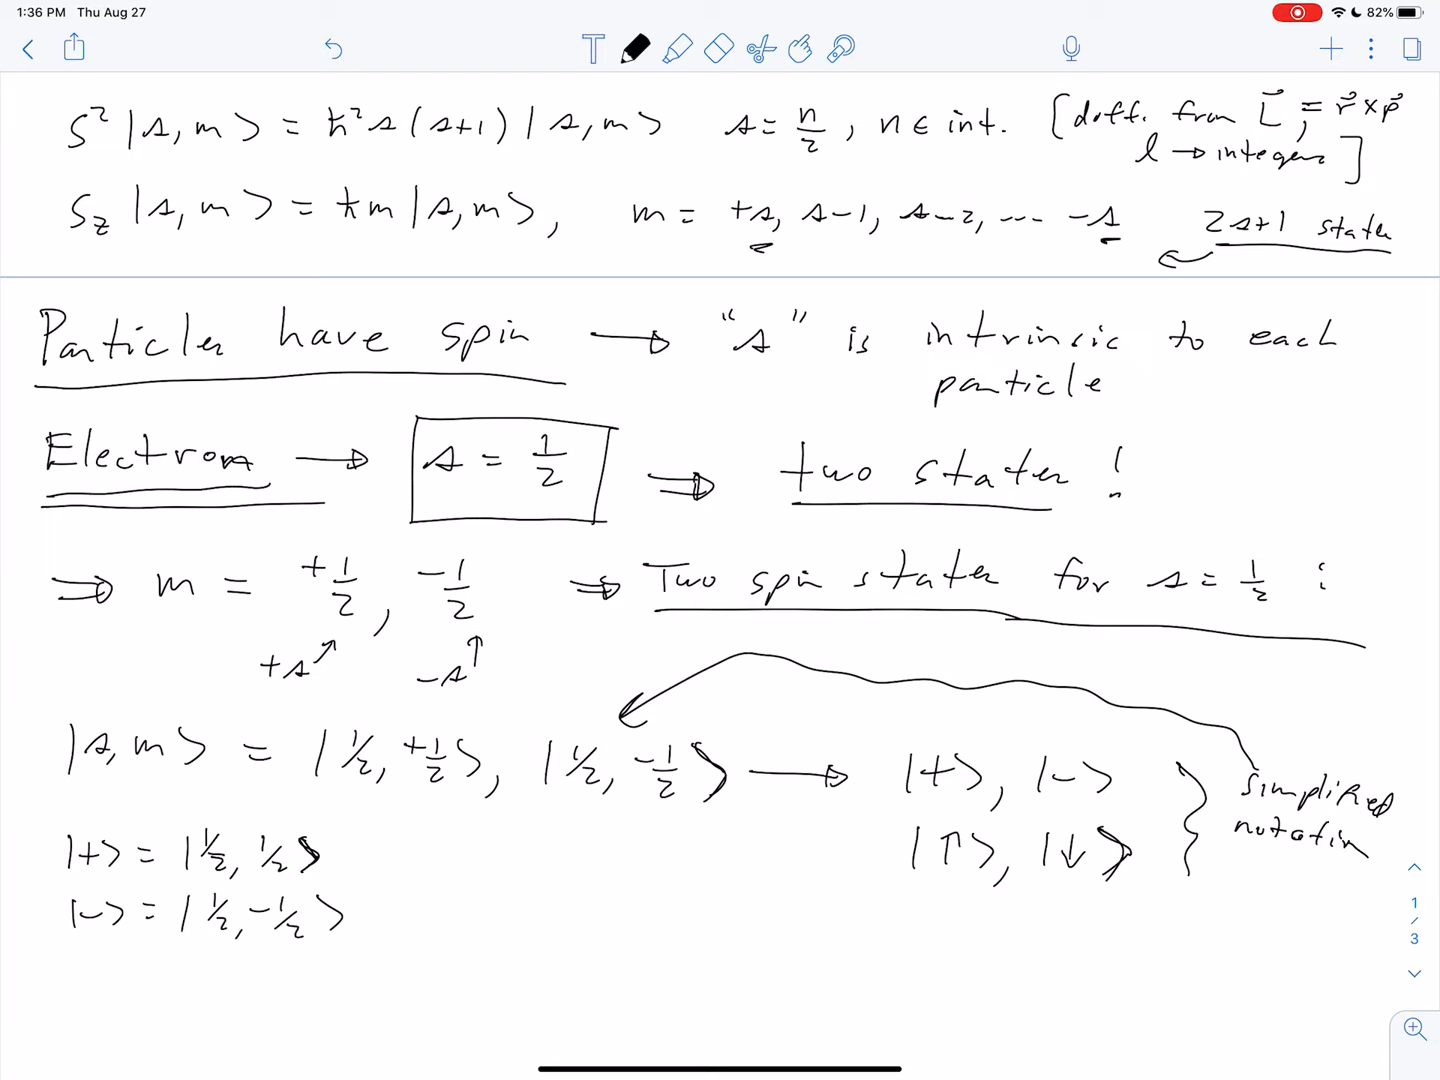 1:36 PM Thu Aug 27 82%
S² |s, m> = ħ² s(s+1) |s, m> s = n/2, n ∈ int. [diff. from L⃗ = r⃗ × p⃗,
l → integers]
S_z |s, m> = ħm |s, m>, m = +s, s-1, s-2, ... -s 2s+1 states
Particles have spin → "s" is intrinsic to each
particle
Electron → s = 1/2 ⇒ two states!
⇒ m = +1/2, -1/2 ⇒ Two spin states for s = 1/2 :
+s -s
|s, m> = |1/2, +1/2>, |1/2, -1/2> → |+>, |->
simplified
notation
|+> = |1/2, 1/2> |↑>, |↓>
|-> = |1/2, -1/2>
1
/
3